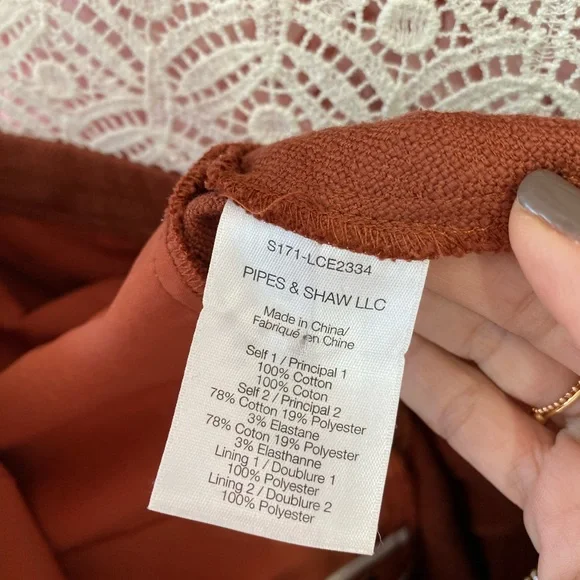 S171-LCE2334
PIPES & SHAW LLC
Made in China/
Fabriqué en Chine
Self 1 / Principal 1
100% Cotton
100% Coton
Self 2 / Principal 2
78% Cotton 19% Polyester
3% Elastane
78% Coton 19% Polyester
3% Elasthanne
Lining 1 / Doublure 1
100% Polyester
Lining 2 / Doublure 2
100% Polyester